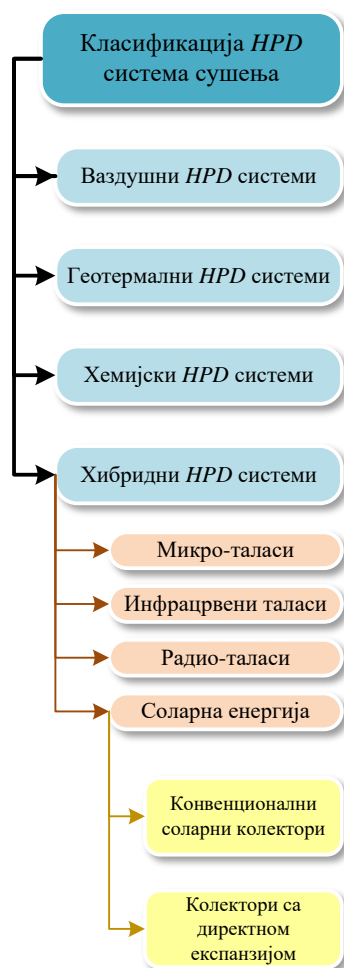 Класификација HPD
система сушења
Ваздушни HPD системи
Геотермални HPD системи
Хемијски HPD системи
Хибридни HPD системи
Микро-таласи
Инфрацрвени таласи
Радио-таласи
Соларна енергија
Конвенционални
соларни колектори
Колектори са
директном
експанзијом